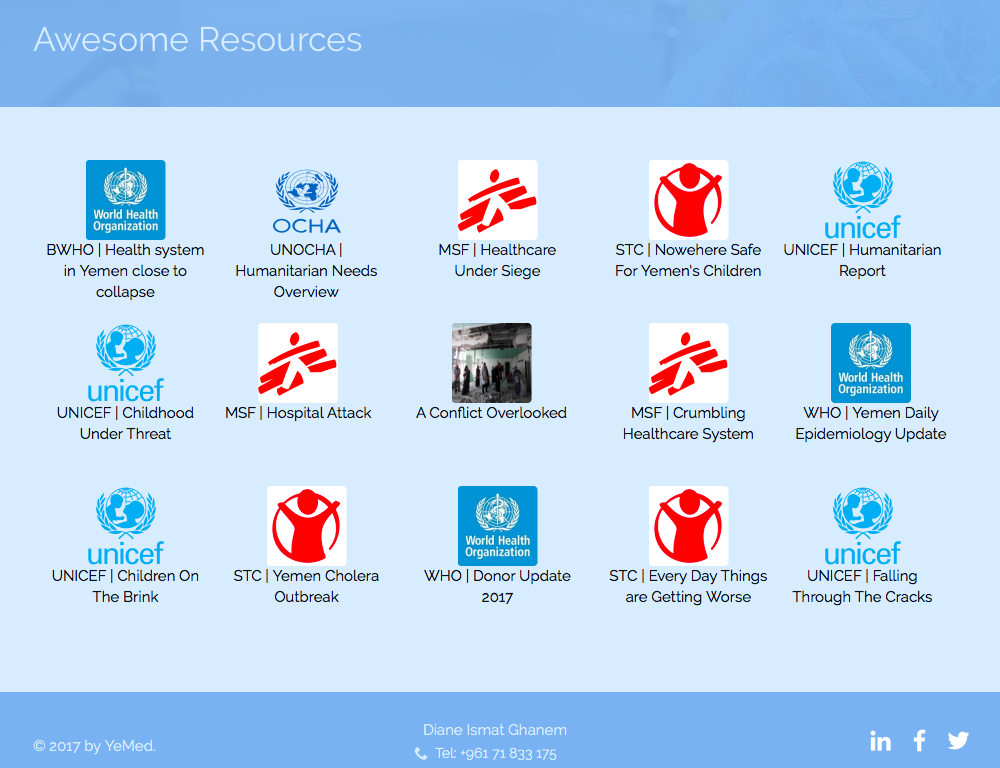 Awesome Resources
World Health
Organization
BWHO | Health system
in Yemen close to
collapse
OCHA
UNOCHA |
Humanitarian Needs
Overview
MSF | Healthcare
Under Siege
STC | Nowehere Safe
For Yemen's Children
unicef
UNICEF | Humanitarian
Report
unicef
UNICEF | Childhood
Under Threat
MSF | Hospital Attack
A Conflict Overlooked
MSF | Crumbling
Healthcare System
World Health
Organization
WHO | Yemen Daily
Epidemiology Update
unicef
UNICEF | Children On
The Brink
STC | Yemen Cholera
Outbreak
World Health
Organization
WHO | Donor Update
2017
STC | Every Day Things
are Getting Worse
unicef
UNICEF | Falling
Through The Cracks
© 2017 by YeMed.
Diane Ismat Ghanem
Tel: +961 71 833 175
in f